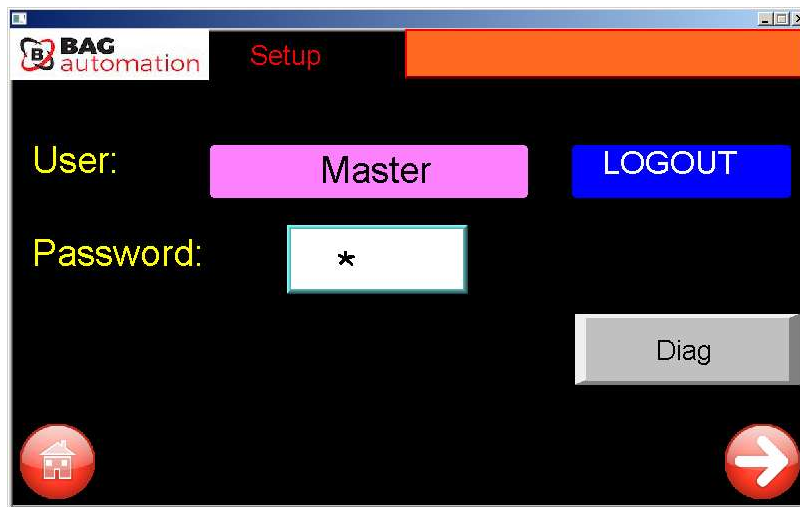 BAG
automation
Setup
User:
Master
LOGOUT
Password:
*
Diag